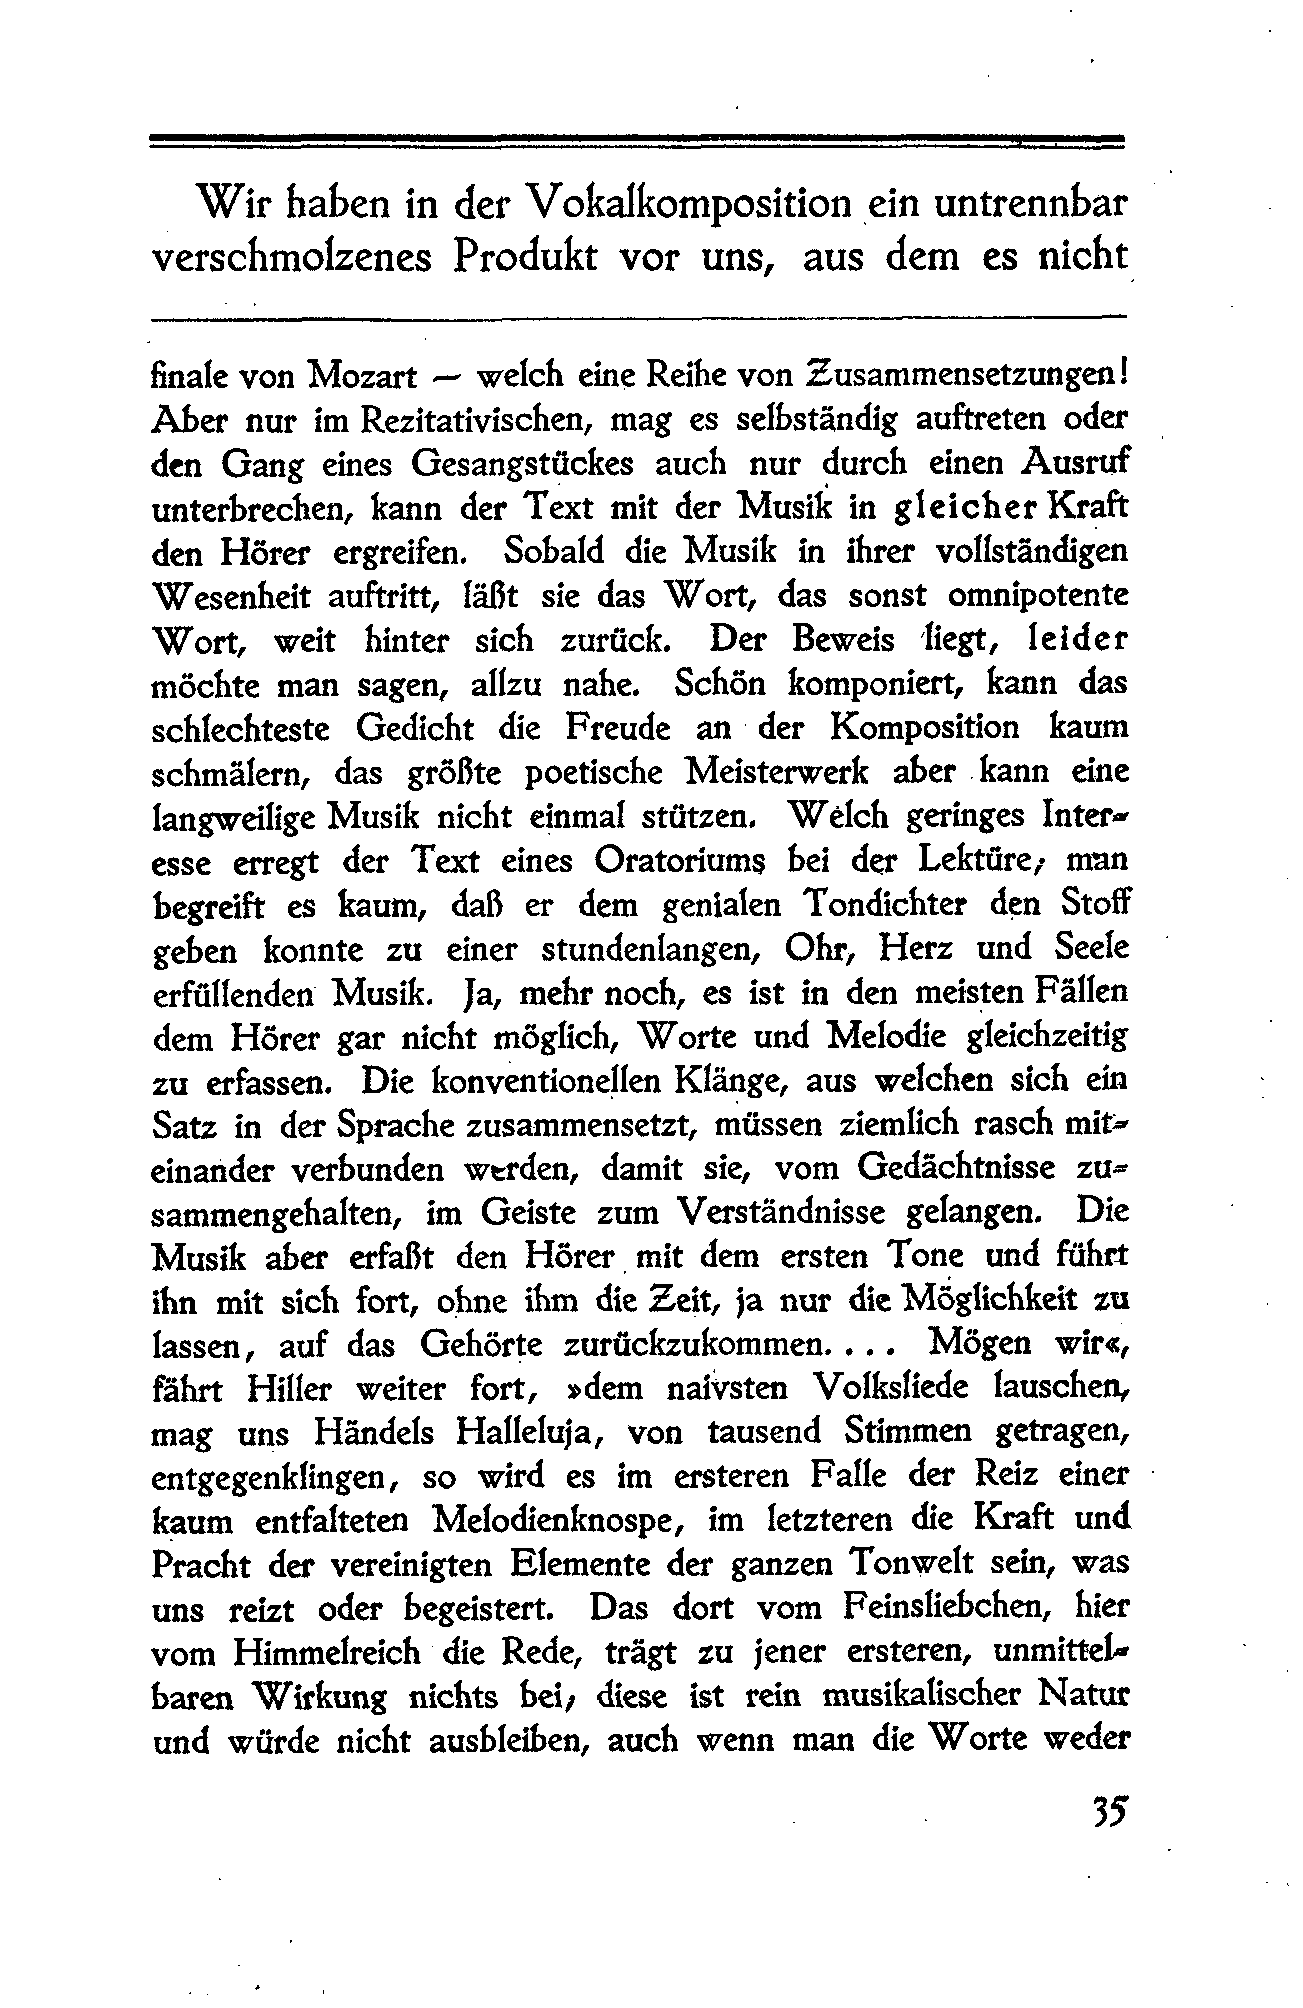 Wir haben in der Vokalkomposition ein untrennbar
verschmolzenes Produkt vor uns, aus dem es nicht
finale von Mozart — welch eine Reihe von Zusammensetzungen!
Aber nur im Rezitativischen, mag es selbständig auftreten oder
den Gang eines Gesangstückes auch nur durch einen Ausruf
unterbrechen, kann der Text mit der Musik in gleicher Kraft
den Hörer ergreifen. Sobald die Musik in ihrer vollständigen
Wesenheit auftritt, läßt sie das Wort, das sonst omnipotente
Wort, weit hinter sich zurück. Der Beweis liegt, leider
möchte man sagen, allzu nahe. Schön komponiert, kann das
schlechteste Gedicht die Freude an der Komposition kaum
schmälern, das größte poetische Meisterwerk aber kann eine
langweilige Musik nicht einmal stützen. Welch geringes Inter-
esse erregt der Text eines Oratoriums bei der Lektüre; man
begreift es kaum, daß er dem genialen Tondichter den Stoff
geben konnte zu einer stundenlangen, Ohr, Herz und Seele
erfüllenden Musik. Ja, mehr noch, es ist in den meisten Fällen
dem Hörer gar nicht möglich, Worte und Melodie gleichzeitig
zu erfassen. Die konventionellen Klänge, aus welchen sich ein
Satz in der Sprache zusammensetzt, müssen ziemlich rasch mit-
einander verbunden werden, damit sie, vom Gedächtnisse zu-
sammengehalten, im Geiste zum Verständnisse gelangen. Die
Musik aber erfaßt den Hörer mit dem ersten Tone und führt
ihn mit sich fort, ohne ihm die Zeit, ja nur die Möglichkeit zu
lassen, auf das Gehörte zurückzukommen. . . . Mögen wir«,
fährt Hiller weiter fort, »dem naivsten Volksliede lauschen,
mag uns Händels Halleluja, von tausend Stimmen getragen,
entgegenklingen, so wird es im ersteren Falle der Reiz einer
kaum entfalteten Melodienknospe, im letzteren die Kraft und
Pracht der vereinigten Elemente der ganzen Tonwelt sein, was
uns reizt oder begeistert. Das dort vom Feinsliebchen, hier
vom Himmelreich die Rede, trägt zu jener ersteren, unmittel-
baren Wirkung nichts bei; diese ist rein musikalischer Natur
und würde nicht ausbleiben, auch wenn man die Worte weder
35